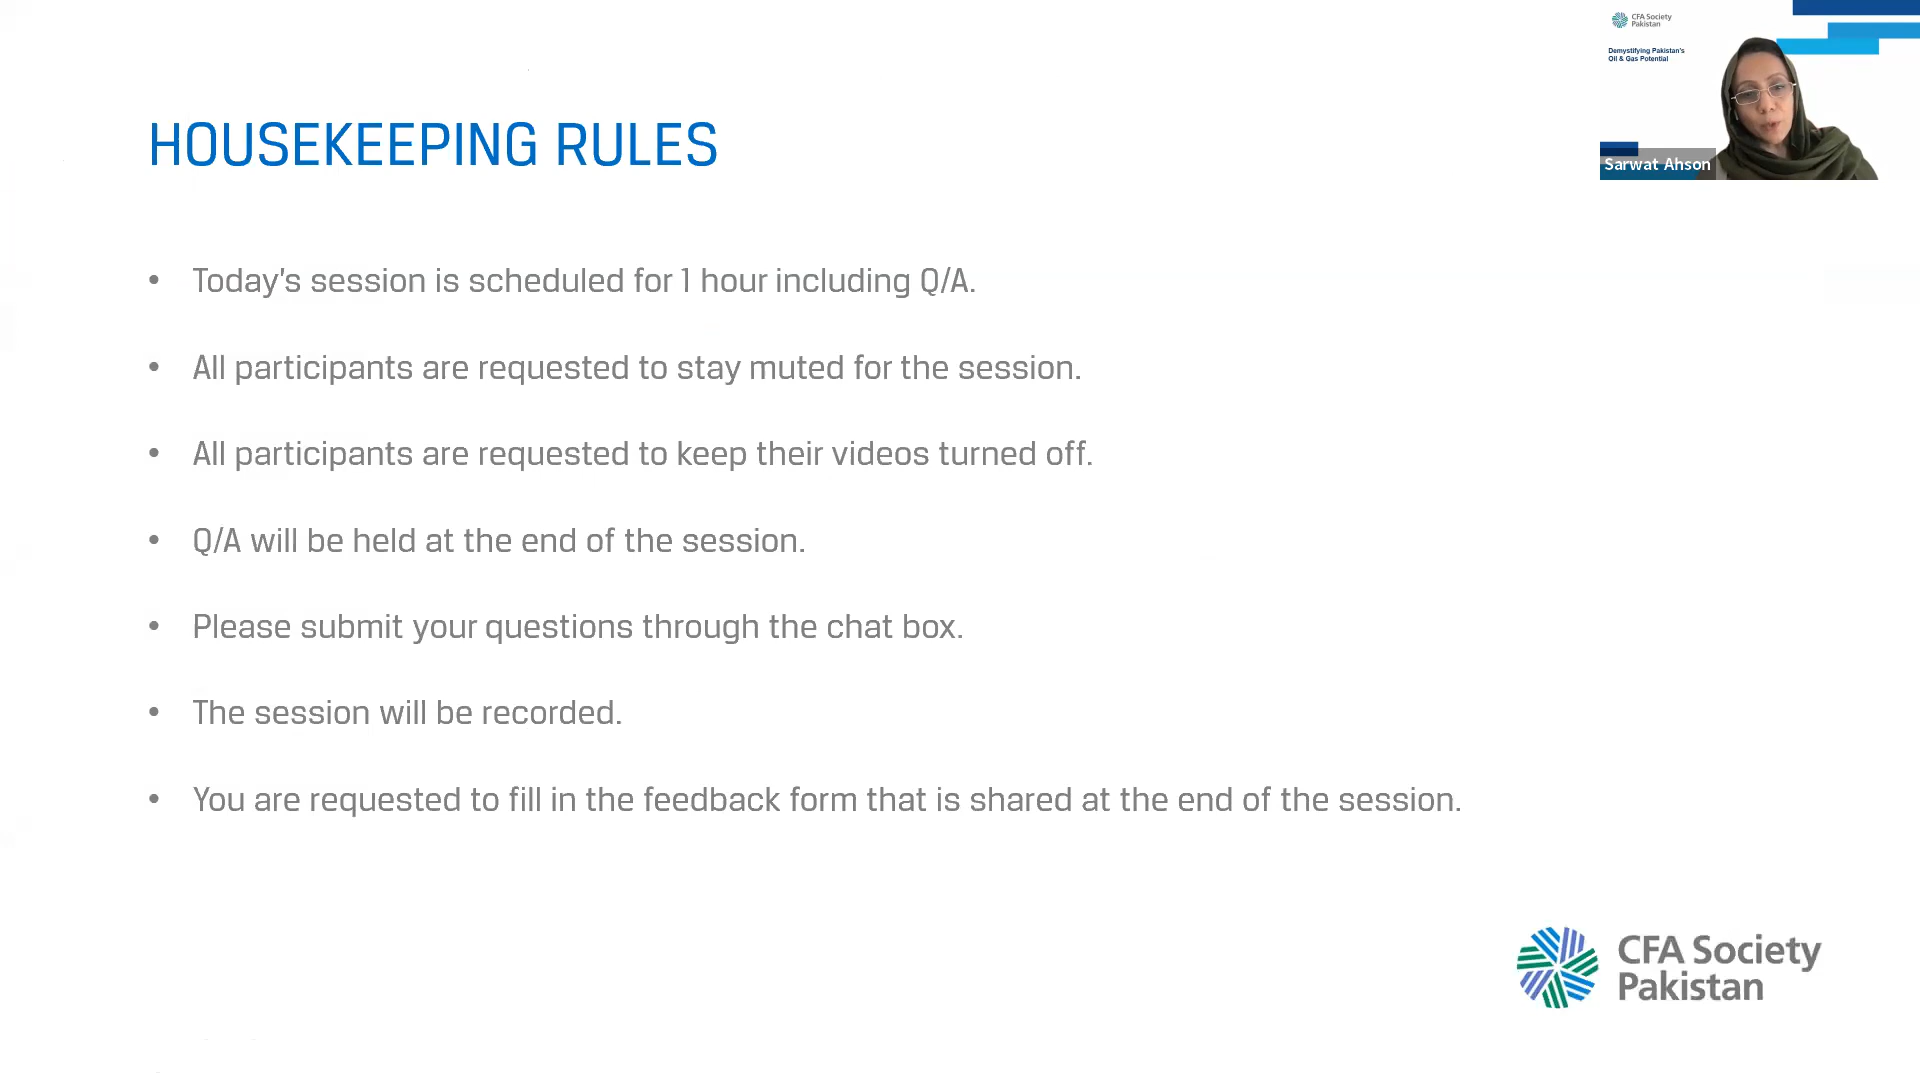 CFA Society
Pakistan
Demystifying Pakistan's
Oil & Gas Potential
Sarwat Ahson
HOUSEKEEPING RULES
• Today's session is scheduled for 1 hour including Q/A.
• All participants are requested to stay muted for the session.
• All participants are requested to keep their videos turned off.
• Q/A will be held at the end of the session.
• Please submit your questions through the chat box.
• The session will be recorded.
• You are requested to fill in the feedback form that is shared at the end of the session.
CFA Society
Pakistan